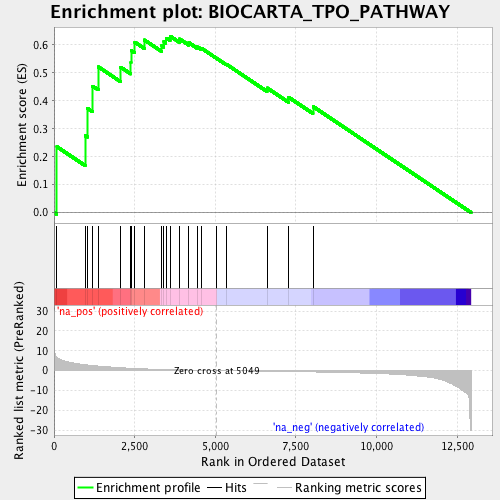 Enrichment plot: BIOCARTA_TPO_PATHWAY
Enrichment score (ES)
0.6
0.5
0.4
0.3
0.2
0.1
0.0
'na_pos' (positively correlated)
Ranked list metric (PreRanked)
30
20
10
0
-10
-20
-30
Zero cross at 5049
'na_neg' (negatively correlated)
0
2,500
5,000
7,500
10,000
12,500
Rank in Ordered Dataset
Enrichment profile
Hits
Ranking metric scores